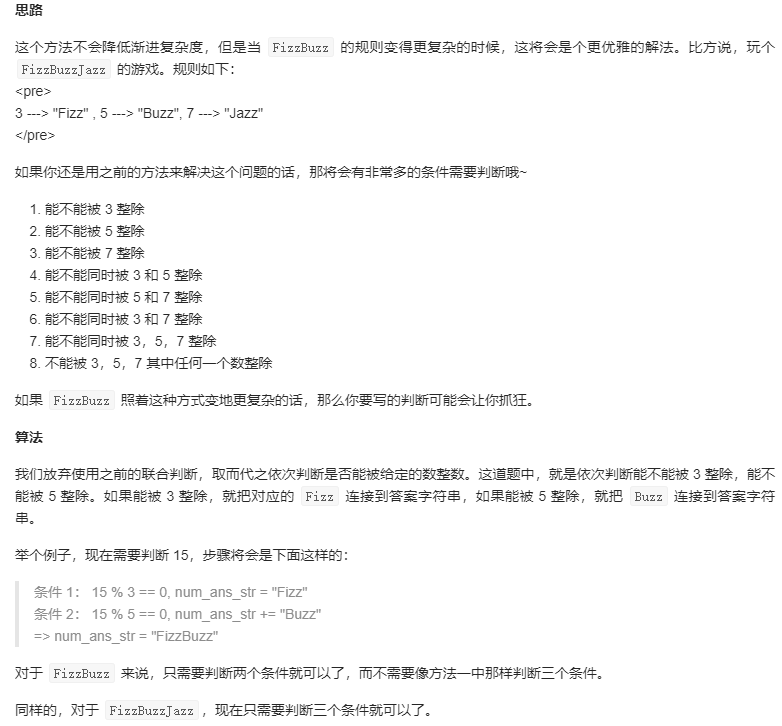 思路
这个方法不会降低渐进复杂度，但是当 FizzBuzz 的规则变得更复杂的时候，这将会是个更优雅的解法。比方说，玩个
FizzBuzzJazz 的游戏。规则如下：
<pre>
3 ---> "Fizz" , 5 ---> "Buzz", 7 ---> "Jazz"
</pre>
如果你还是用之前的方法来解决这个问题的话，那将会有非常多的条件需要判断哦~
1. 能不能被 3 整除
2. 能不能被 5 整除
3. 能不能被 7 整除
4. 能不能同时被 3 和 5 整除
5. 能不能同时被 5 和 7 整除
6. 能不能同时被 3 和 7 整除
7. 能不能同时被 3，5，7 整除
8. 不能被 3，5，7 其中任何一个数整除
如果 FizzBuzz 照着这种方式变地更复杂的话，那么你要写的判断可能会让你抓狂。
算法
我们放弃使用之前的联合判断，取而代之依次判断是否能被给定的数整数。这道题中，就是依次判断能不能被 3 整除，能不
能被 5 整除。如果能被 3 整除，就把对应的 Fizz 连接到答案字符串，如果能被 5 整除，就把 Buzz 连接到答案字符
串。
举个例子，现在需要判断 15，步骤将会是下面这样的：
条件 1： 15 % 3 == 0, num_ans_str = "Fizz"
条件 2： 15 % 5 == 0, num_ans_str += "Buzz"
=> num_ans_str = "FizzBuzz"
对于 FizzBuzz 来说，只需要判断两个条件就可以了，而不需要像方法一中那样判断三个条件。
同样的，对于 FizzBuzzJazz ，现在只需要判断三个条件就可以了。